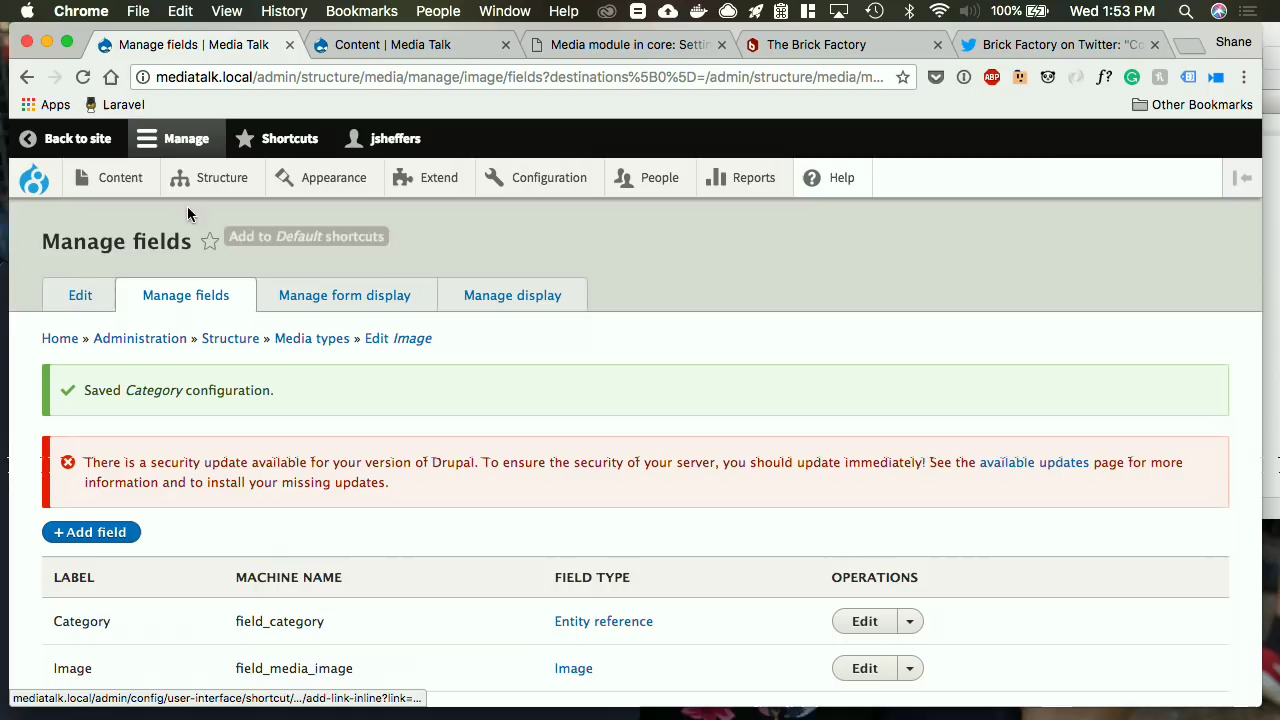 Chrome File Edit View History Bookmarks People Window Help 100% Wed 1:53 PM
Manage fields | Media Talk Content | Media Talk Media module in core: Settin The Brick Factory Brick Factory on Twitter: "Co Shane
mediatalk.local/admin/structure/media/manage/image/fields?destinations%5B0%5D=/admin/structure/media/m... ABP f?
Apps Laravel Other Bookmarks
Back to site Manage Shortcuts jsheffers
Content Structure Appearance Extend Configuration People Reports Help
Manage fields Add to Default shortcuts
Edit Manage fields Manage form display Manage display
Home » Administration » Structure » Media types » Edit Image
Saved Category configuration.
There is a security update available for your version of Drupal. To ensure the security of your server, you should update immediately! See the available updates page for more
information and to install your missing updates.
+ Add field
LABEL MACHINE NAME FIELD TYPE OPERATIONS
Category field_category Entity reference Edit
Image field_media_image Image Edit
mediatalk.local/admin/config/user-interface/shortcut/.../add-link-inline?link=...